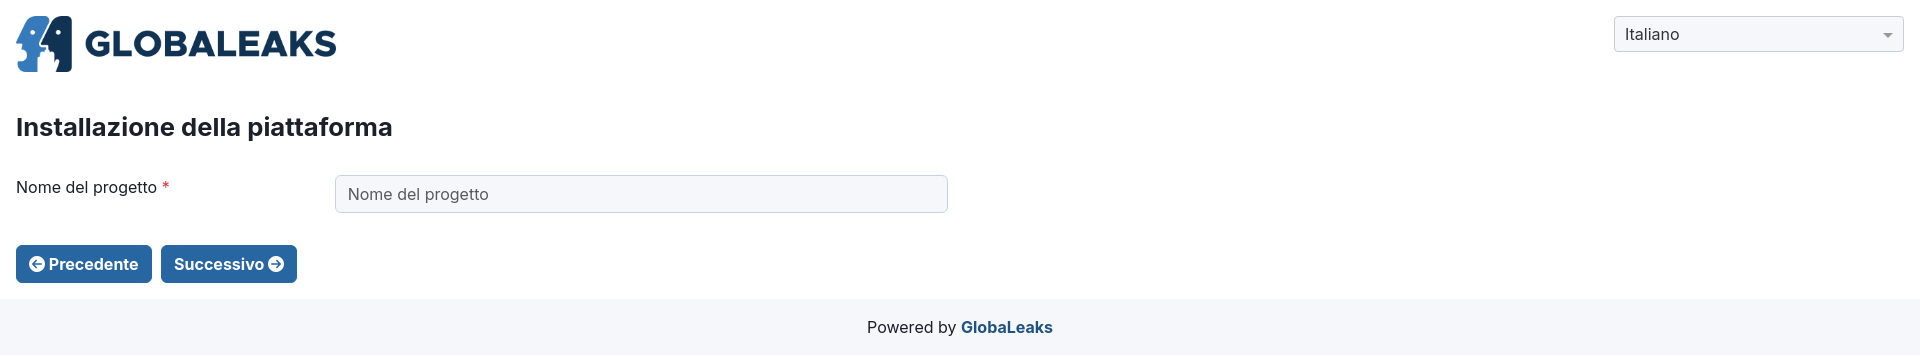 GLOBALEAKS
Italiano
Installazione della piattaforma
Nome del progetto *
Nome del progetto
Precedente
Successivo
Powered by GlobaLeaks